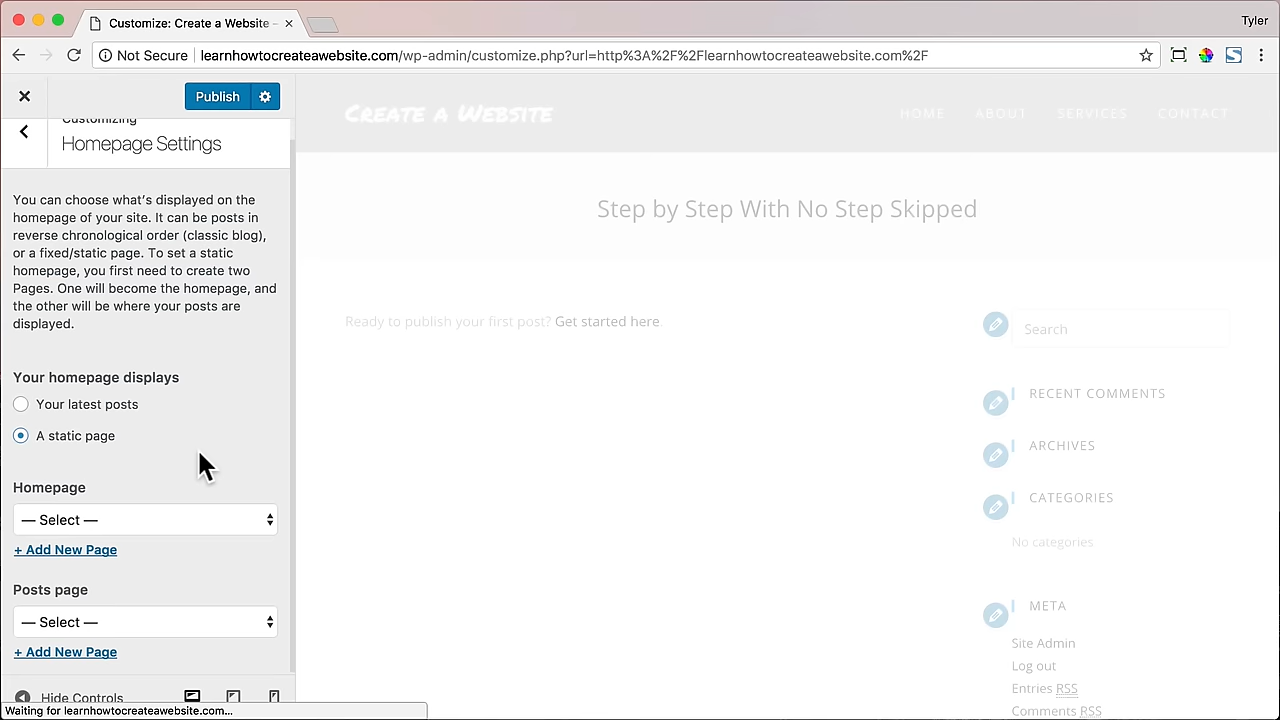 Customize: Create a Website –
Tyler
Not Secure
learnhowtocreateawebsite.com/wp-admin/customize.php?url=http%3A%2F%2Flearnhowtocreateawebsite.com%2F
Publish
Customizing
Homepage Settings
You can choose what's displayed on the
homepage of your site. It can be posts in
reverse chronological order (classic blog),
or a fixed/static page. To set a static
homepage, you first need to create two
Pages. One will become the homepage, and
the other will be where your posts are
displayed.
Your homepage displays
Your latest posts
A static page
Homepage
— Select —
+ Add New Page
Posts page
— Select —
+ Add New Page
Hide Controls
Waiting for learnhowtocreateawebsite.com...
Create a Website
HOME ABOUT SERVICES CONTACT
Step by Step With No Step Skipped
Ready to publish your first post? Get started here.
Search
RECENT COMMENTS
ARCHIVES
CATEGORIES
No categories
META
Site Admin
Log out
Entries RSS
Comments RSS